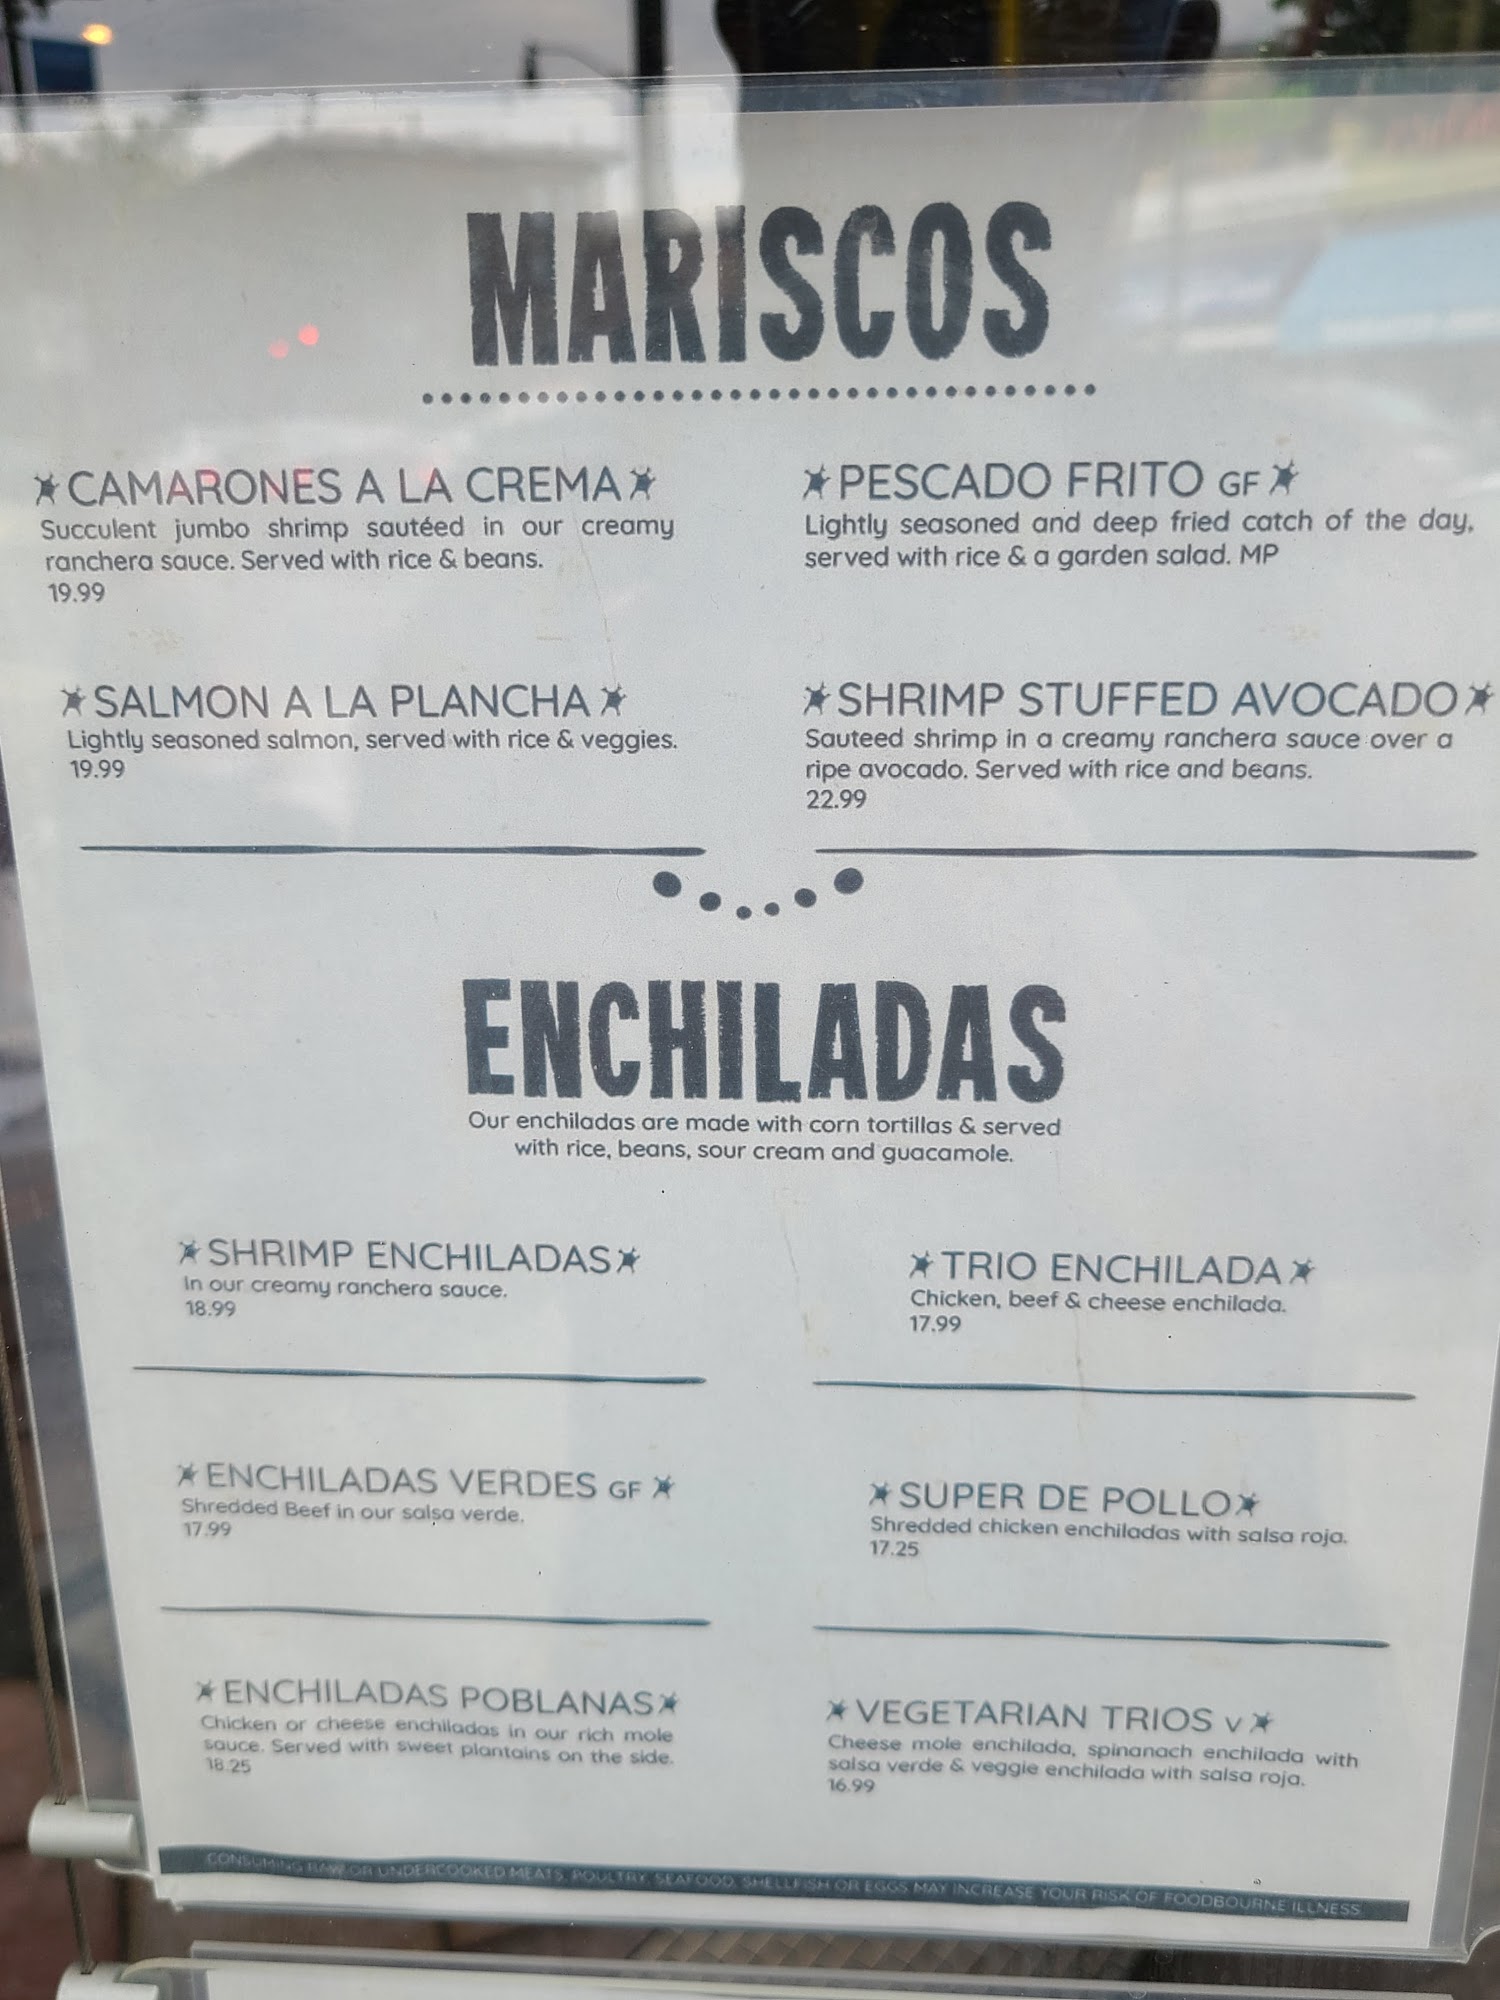 MARISCOS
CAMARONES A LA CREMA
Succulent jumbo shrimp sautéed in our creamy
ranchera sauce. Served with rice & beans.
19.99
PESCADO FRITO GF
Lightly seasoned and deep fried catch of the day,
served with rice & a garden salad. MP
SALMON A LA PLANCHA
Lightly seasoned salmon, served with rice & veggies.
19.99
SHRIMP STUFFED AVOCADO
Sauteed shrimp in a creamy ranchera sauce over a
ripe avocado. Served with rice and beans.
22.99
ENCHILADAS
Our enchiladas are made with corn tortillas & served
with rice, beans, sour cream and guacamole.
SHRIMP ENCHILADAS
In our creamy ranchera sauce.
18.99
TRIO ENCHILADA
Chicken, beef & cheese enchilada.
17.99
ENCHILADAS VERDES GF
Shredded Beef in our salsa verde.
17.99
SUPER DE POLLO
Shredded chicken enchiladas with salsa roja.
17.25
ENCHILADAS POBLANAS
Chicken or cheese enchiladas in our rich mole
sauce. Served with sweet plantains on the side.
18.25
VEGETARIAN TRIOS V
Cheese mole enchilada, spinanach enchilada with
salsa verde & veggie enchilada with salsa roja.
16.99
CONSUMING RAW OR UNDERCOOKED MEATS, POULTRY, SEAFOOD, SHELLFISH OR EGGS MAY INCREASE YOUR RISK OF FOODBOURNE ILLNESS